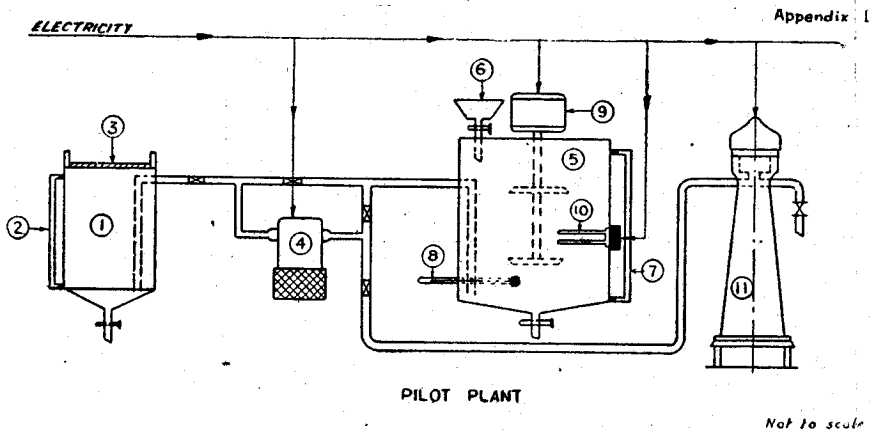 Appendix I
ELECTRICITY
6
9
3
5
1
2
10
4
8
7
11
PILOT PLANT
Not to scale